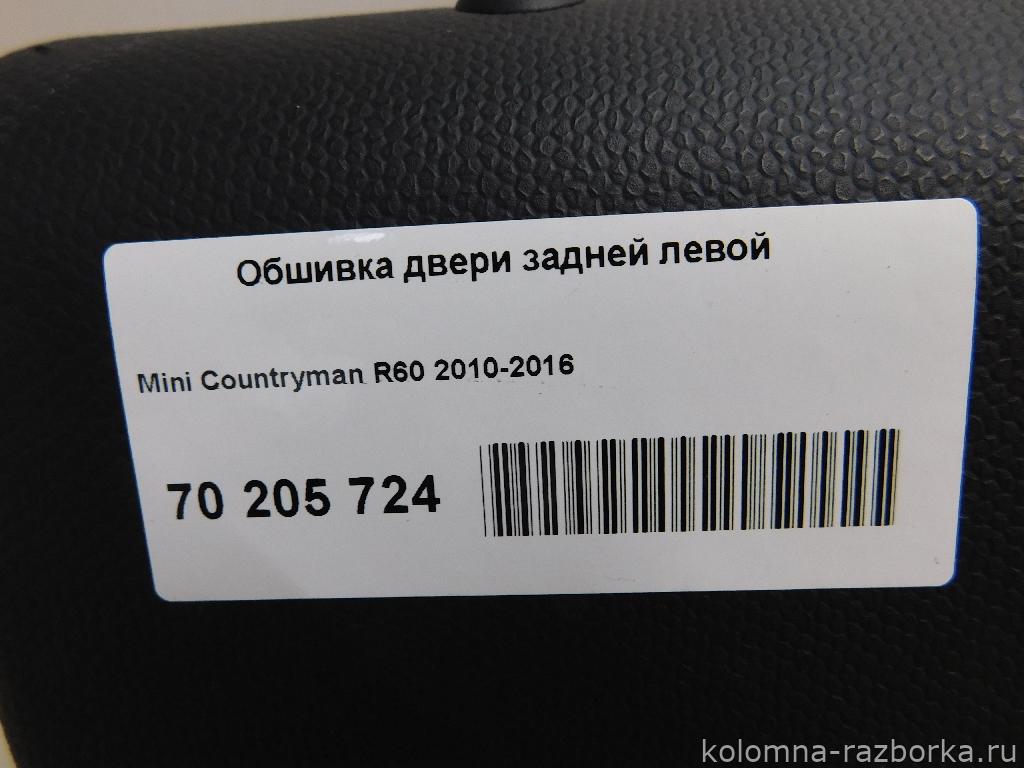 Обшивка двери задней левой
Mini Countryman R60 2010-2016
70 205 724
kolomna-razborka.ru